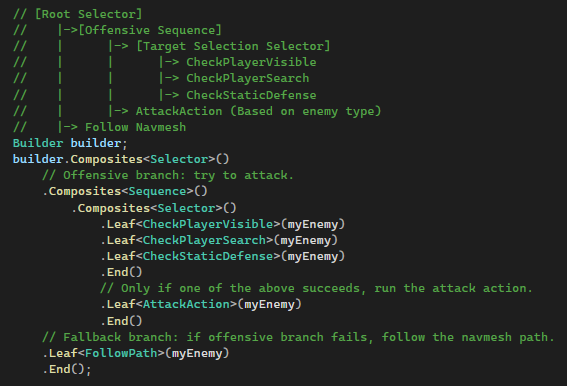 // [Root Selector]
//    |->[Offensive Sequence]
//    |      |-> [Target Selection Selector]
//    |      |      |-> CheckPlayerVisible
//    |      |      |-> CheckPlayerSearch
//    |      |      |-> CheckStaticDefense
//    |      |-> AttackAction (Based on enemy type)
//    |-> Follow Navmesh
Builder builder;
builder.Composites<Selector>()
    // Offensive branch: try to attack.
    .Composites<Sequence>()
        .Composites<Selector>()
            .Leaf<CheckPlayerVisible>(myEnemy)
            .Leaf<CheckPlayerSearch>(myEnemy)
            .Leaf<CheckStaticDefense>(myEnemy)
            .End()
            // Only if one of the above succeeds, run the attack action.
            .Leaf<AttackAction>(myEnemy)
            .End()
    // Fallback branch: if offensive branch fails, follow the navmesh path.
    .Leaf<FollowPath>(myEnemy)
    .End();